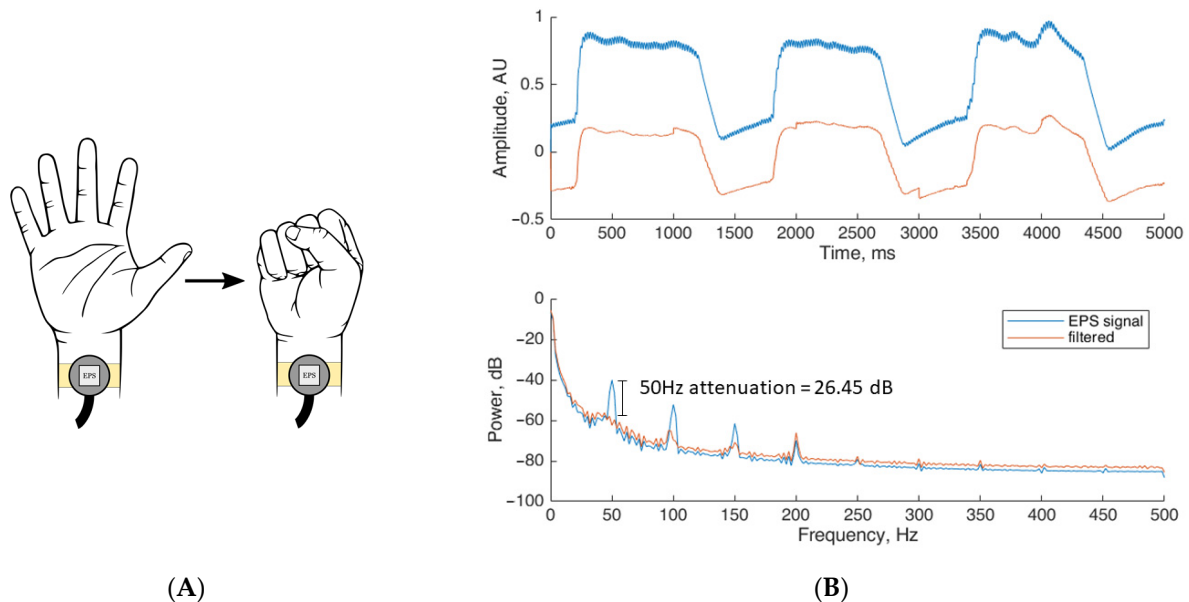 EPS
EPS
(A)
Amplitude, AU
1
0.5
0
−0.5
0 500 1000 1500 2000 2500 3000 3500 4000 4500 5000
Time, ms
Power, dB
0
−20
−40
−60
−80
−100
EPS signal
filtered
50Hz attenuation = 26.45 dB
0 50 100 150 200 250 300 350 400 450 500
Frequency, Hz
(B)